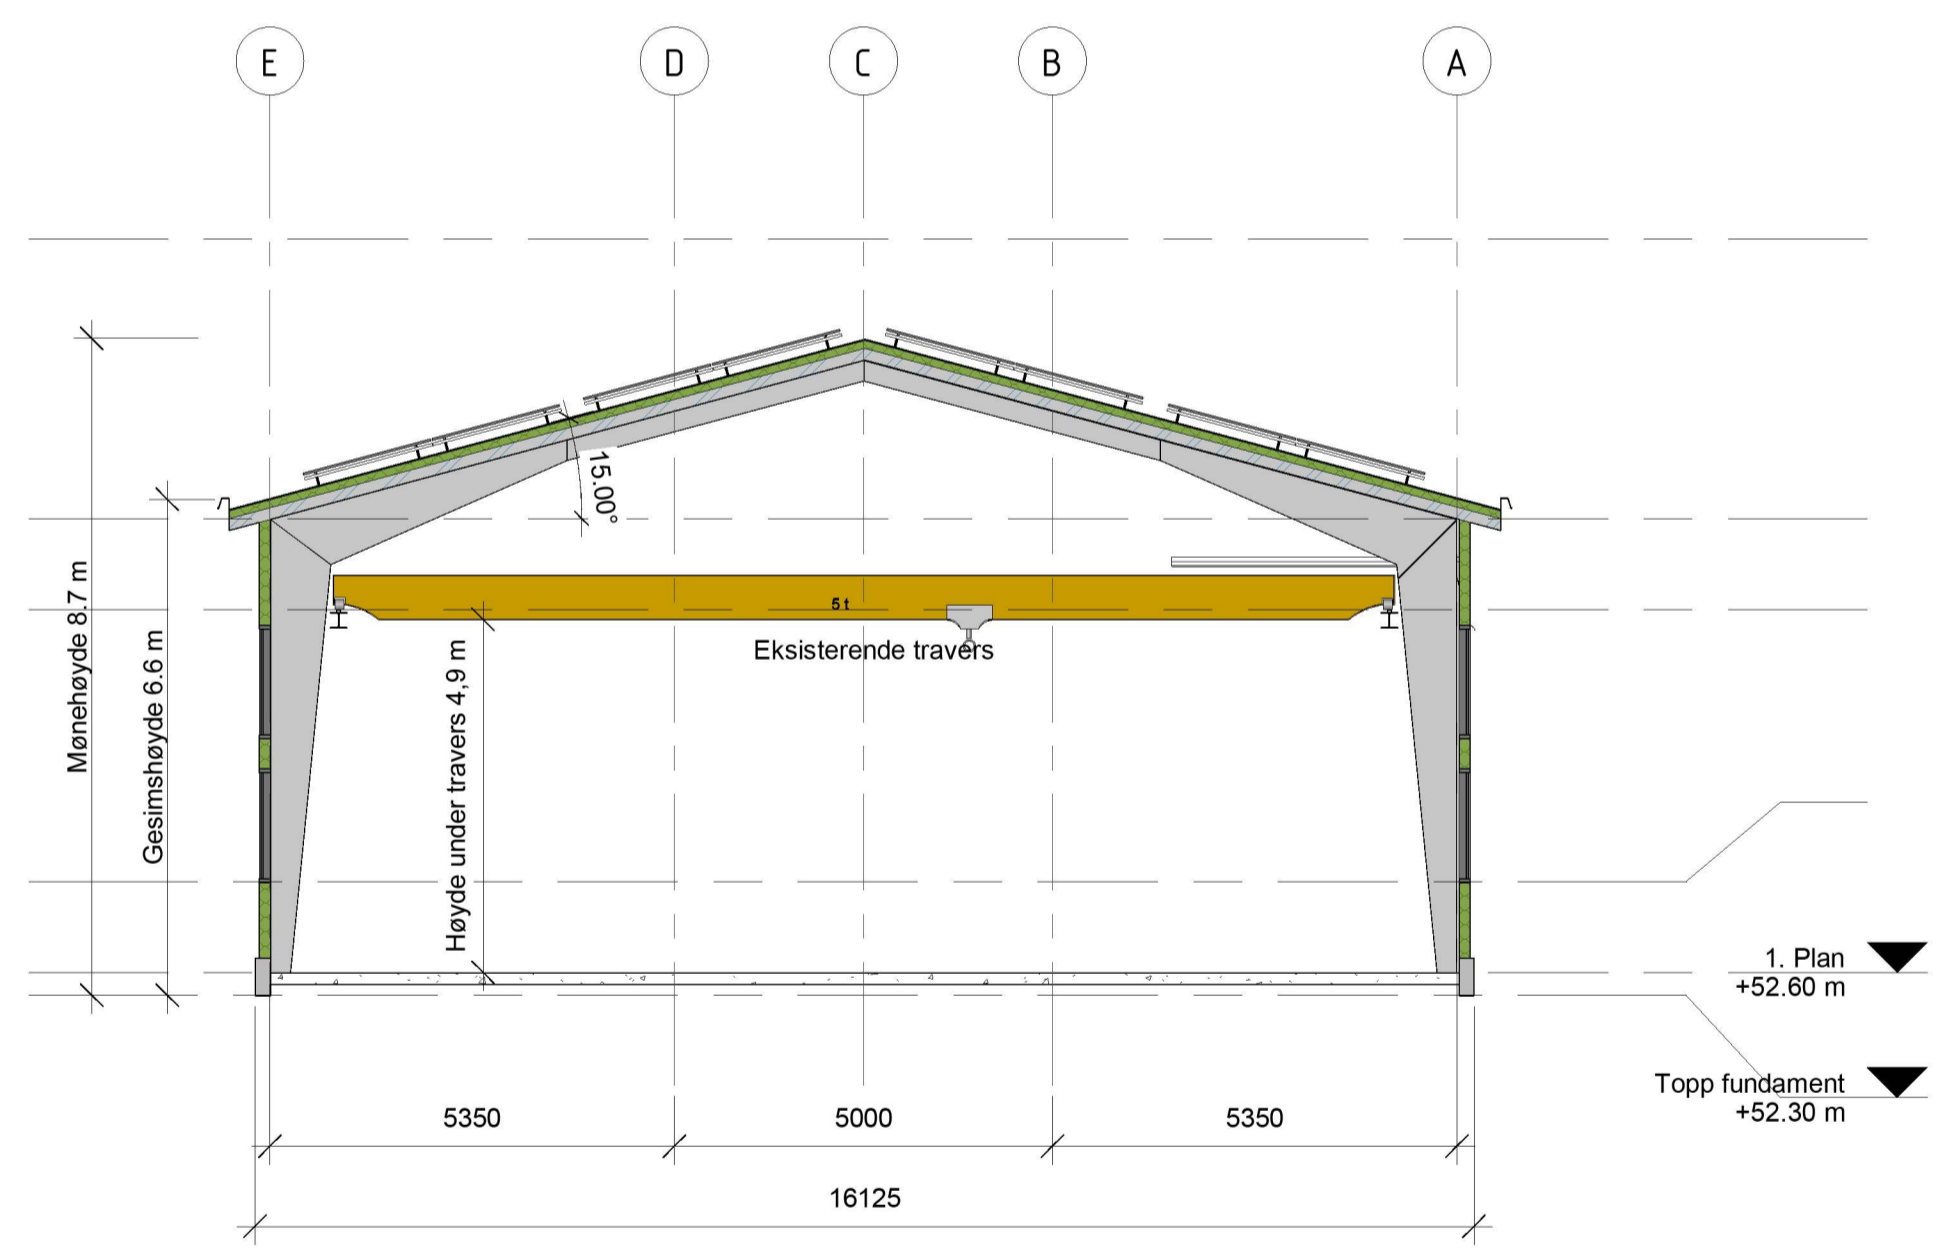 E
D
C
B
A
15.00°
Mønehøyde 8.7 m
Gesimshøyde 6.6 m
Høyde under travers 4,9 m
5 t
Eksisterende travers
1. Plan
+52.60 m
Topp fundament
+52.30 m
5350
5000
5350
16125